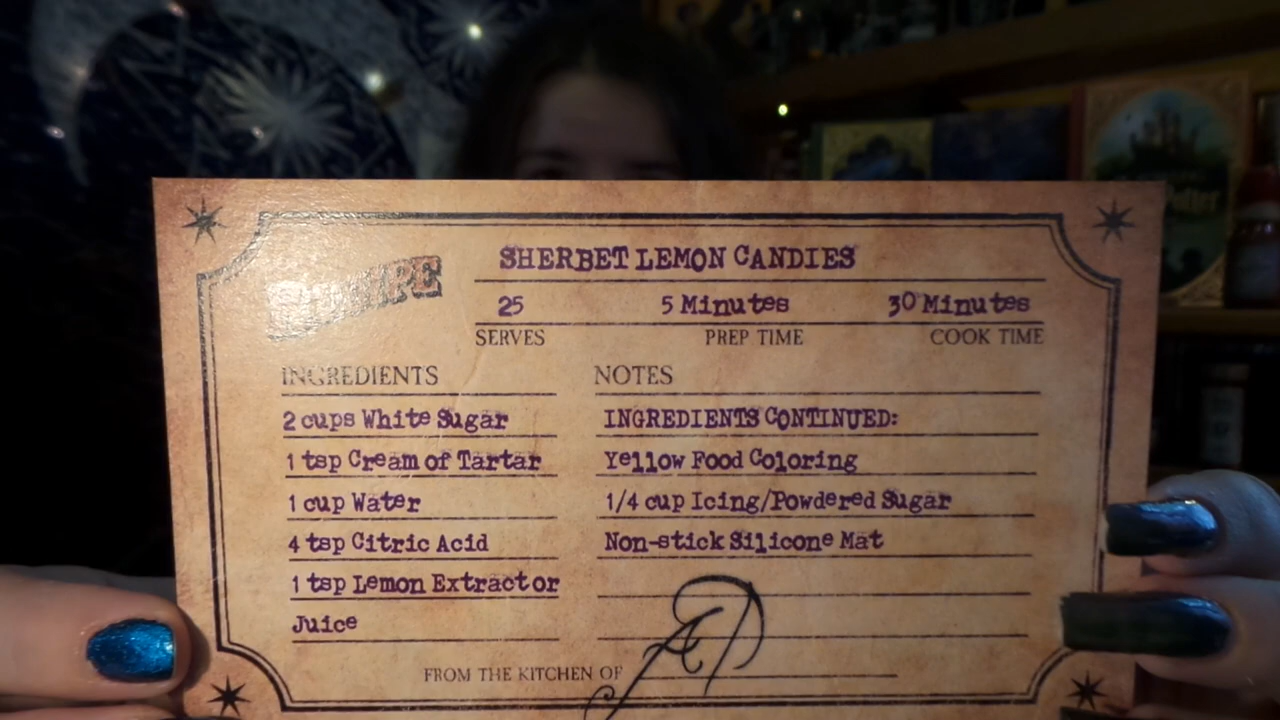 SHERBET LEMON CANDIES
25 5 Minutes 30 Minutes
SERVES PREP TIME COOK TIME
INGREDIENTS
2 cups White Sugar
1 tsp Cream of Tartar
1 cup Water
4 tsp Citric Acid
1 tsp Lemon Extract or
Juice
NOTES
INGREDIENTS CONTINUED:
Yellow Food Coloring
1/4 cup Icing/Powdered Sugar
Non-stick Silicone Mat
FROM THE KITCHEN OF